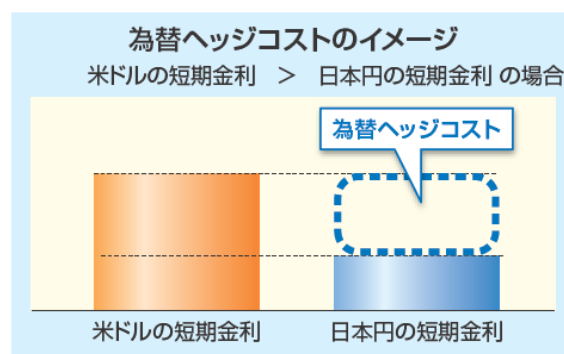 為替ヘッジコストのイメージ
米ドルの短期金利 > 日本円の短期金利 の場合
為替ヘッジコスト
米ドルの短期金利
日本円の短期金利